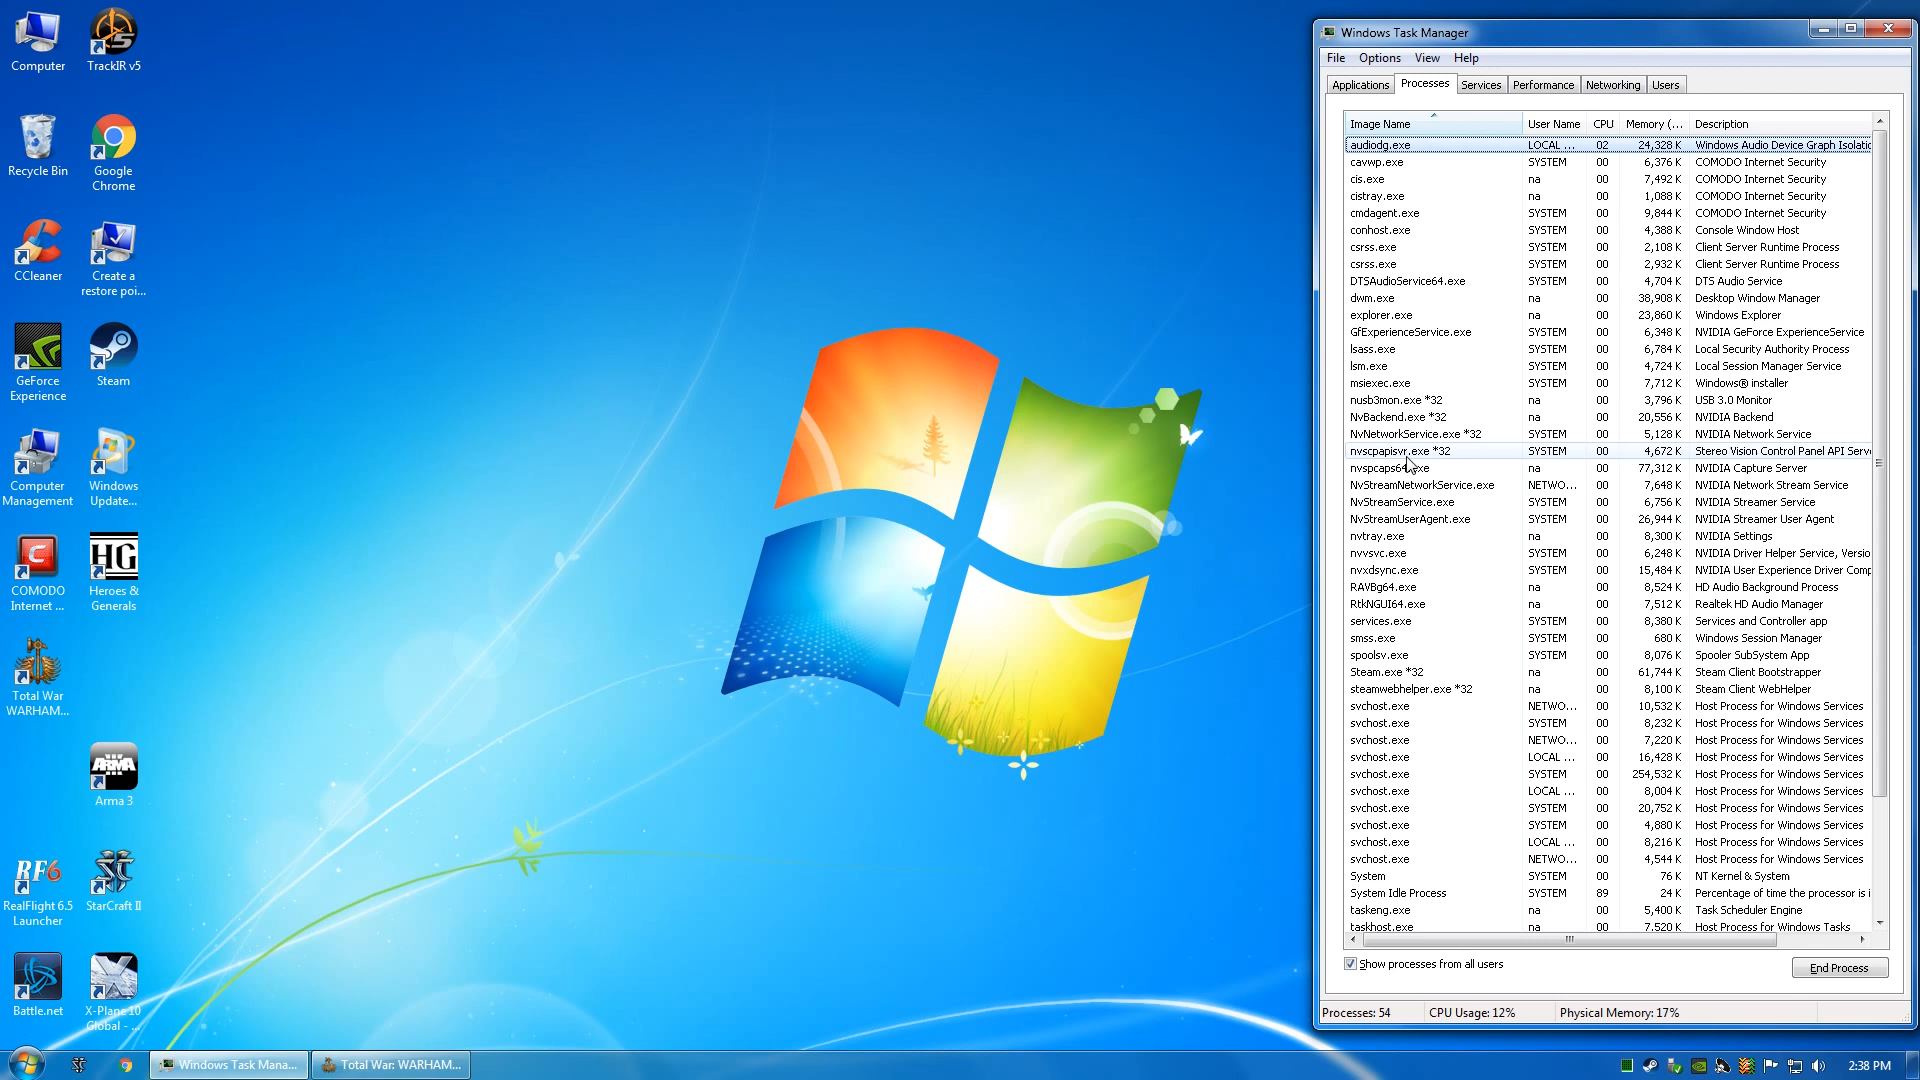 Computer
TrackIR v5
Recycle Bin
Google
Chrome
CCleaner
Create a
restore poi...
GeForce
Experience
Steam
Computer
Management
Windows
Update...
COMODO
Internet ...
HG
Heroes &
Generals
Total War
WARHAM...
ARMA
Arma 3
RF6
RealFlight 6.5
Launcher
StarCraft II
Battle.net
X-Plane 10
Global - ...
Windows Task Manager
File Options View Help
Applications Processes Services Performance Networking Users
Image Name User Name CPU Memory (... Description
audiodg.exe LOCAL ... 02 24,328 K Windows Audio Device Graph Isolatio
cavwp.exe SYSTEM 00 6,376 K COMODO Internet Security
cis.exe na 00 7,492 K COMODO Internet Security
cistray.exe na 00 1,088 K COMODO Internet Security
cmdagent.exe SYSTEM 00 9,844 K COMODO Internet Security
conhost.exe SYSTEM 00 4,388 K Console Window Host
csrss.exe SYSTEM 00 2,108 K Client Server Runtime Process
csrss.exe SYSTEM 00 2,932 K Client Server Runtime Process
DTSAudioService64.exe SYSTEM 00 4,704 K DTS Audio Service
dwm.exe na 00 38,908 K Desktop Window Manager
explorer.exe na 00 23,860 K Windows Explorer
GfExperienceService.exe SYSTEM 00 6,348 K NVIDIA GeForce ExperienceService
lsass.exe SYSTEM 00 6,784 K Local Security Authority Process
lsm.exe SYSTEM 00 4,724 K Local Session Manager Service
msiexec.exe SYSTEM 00 7,712 K Windows® installer
nusb3mon.exe *32 na 00 3,796 K USB 3.0 Monitor
NvBackend.exe *32 na 00 20,556 K NVIDIA Backend
NvNetworkService.exe *32 SYSTEM 00 5,128 K NVIDIA Network Service
nvscpapisvr.exe *32 SYSTEM 00 4,672 K Stereo Vision Control Panel API Serve
nvspcaps64.exe na 00 77,312 K NVIDIA Capture Server
NvStreamNetworkService.exe NETWO... 00 7,648 K NVIDIA Network Stream Service
NvStreamService.exe SYSTEM 00 6,756 K NVIDIA Streamer Service
NvStreamUserAgent.exe SYSTEM 00 26,944 K NVIDIA Streamer User Agent
nvtray.exe na 00 8,300 K NVIDIA Settings
nvvsvc.exe SYSTEM 00 6,248 K NVIDIA Driver Helper Service, Versio
nvxdsync.exe SYSTEM 00 15,484 K NVIDIA User Experience Driver Comp
RAVBg64.exe na 00 8,524 K HD Audio Background Process
RtkNGUI64.exe na 00 7,512 K Realtek HD Audio Manager
services.exe SYSTEM 00 8,380 K Services and Controller app
smss.exe SYSTEM 00 680 K Windows Session Manager
spoolsv.exe SYSTEM 00 8,076 K Spooler SubSystem App
Steam.exe *32 na 00 61,744 K Steam Client Bootstrapper
steamwebhelper.exe *32 na 00 8,100 K Steam Client WebHelper
svchost.exe NETWO... 00 10,532 K Host Process for Windows Services
svchost.exe SYSTEM 00 8,232 K Host Process for Windows Services
svchost.exe NETWO... 00 7,220 K Host Process for Windows Services
svchost.exe LOCAL ... 00 16,428 K Host Process for Windows Services
svchost.exe SYSTEM 00 254,532 K Host Process for Windows Services
svchost.exe LOCAL ... 00 8,004 K Host Process for Windows Services
svchost.exe SYSTEM 00 20,752 K Host Process for Windows Services
svchost.exe SYSTEM 00 4,880 K Host Process for Windows Services
svchost.exe LOCAL ... 00 8,216 K Host Process for Windows Services
svchost.exe NETWO... 00 4,544 K Host Process for Windows Services
System SYSTEM 00 76 K NT Kernel & System
System Idle Process SYSTEM 89 24 K Percentage of time the processor is i
taskeng.exe na 00 5,400 K Task Scheduler Engine
taskhost.exe na 00 7,520 K Host Process for Windows Tasks
Show processes from all users
End Process
Processes: 54 CPU Usage: 12% Physical Memory: 17%
Windows Task Mana...
Total War: WARHAM...
2:38 PM